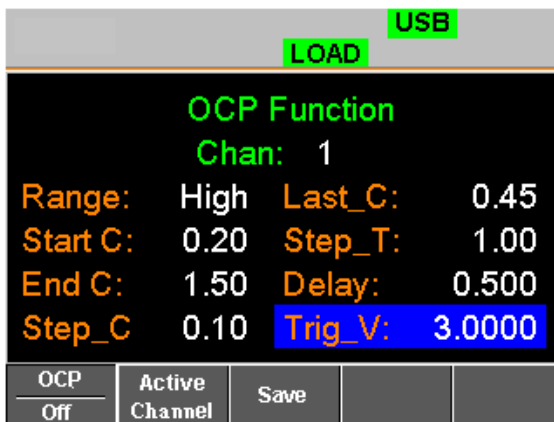 USB
LOAD
OCP Function
Chan: 1
Range: High Last_C: 0.45
Start C: 0.20 Step_T: 1.00
End C: 1.50 Delay: 0.500
Step_C 0.10 Trig_V: 3.0000
OCP Active Save
Off Channel